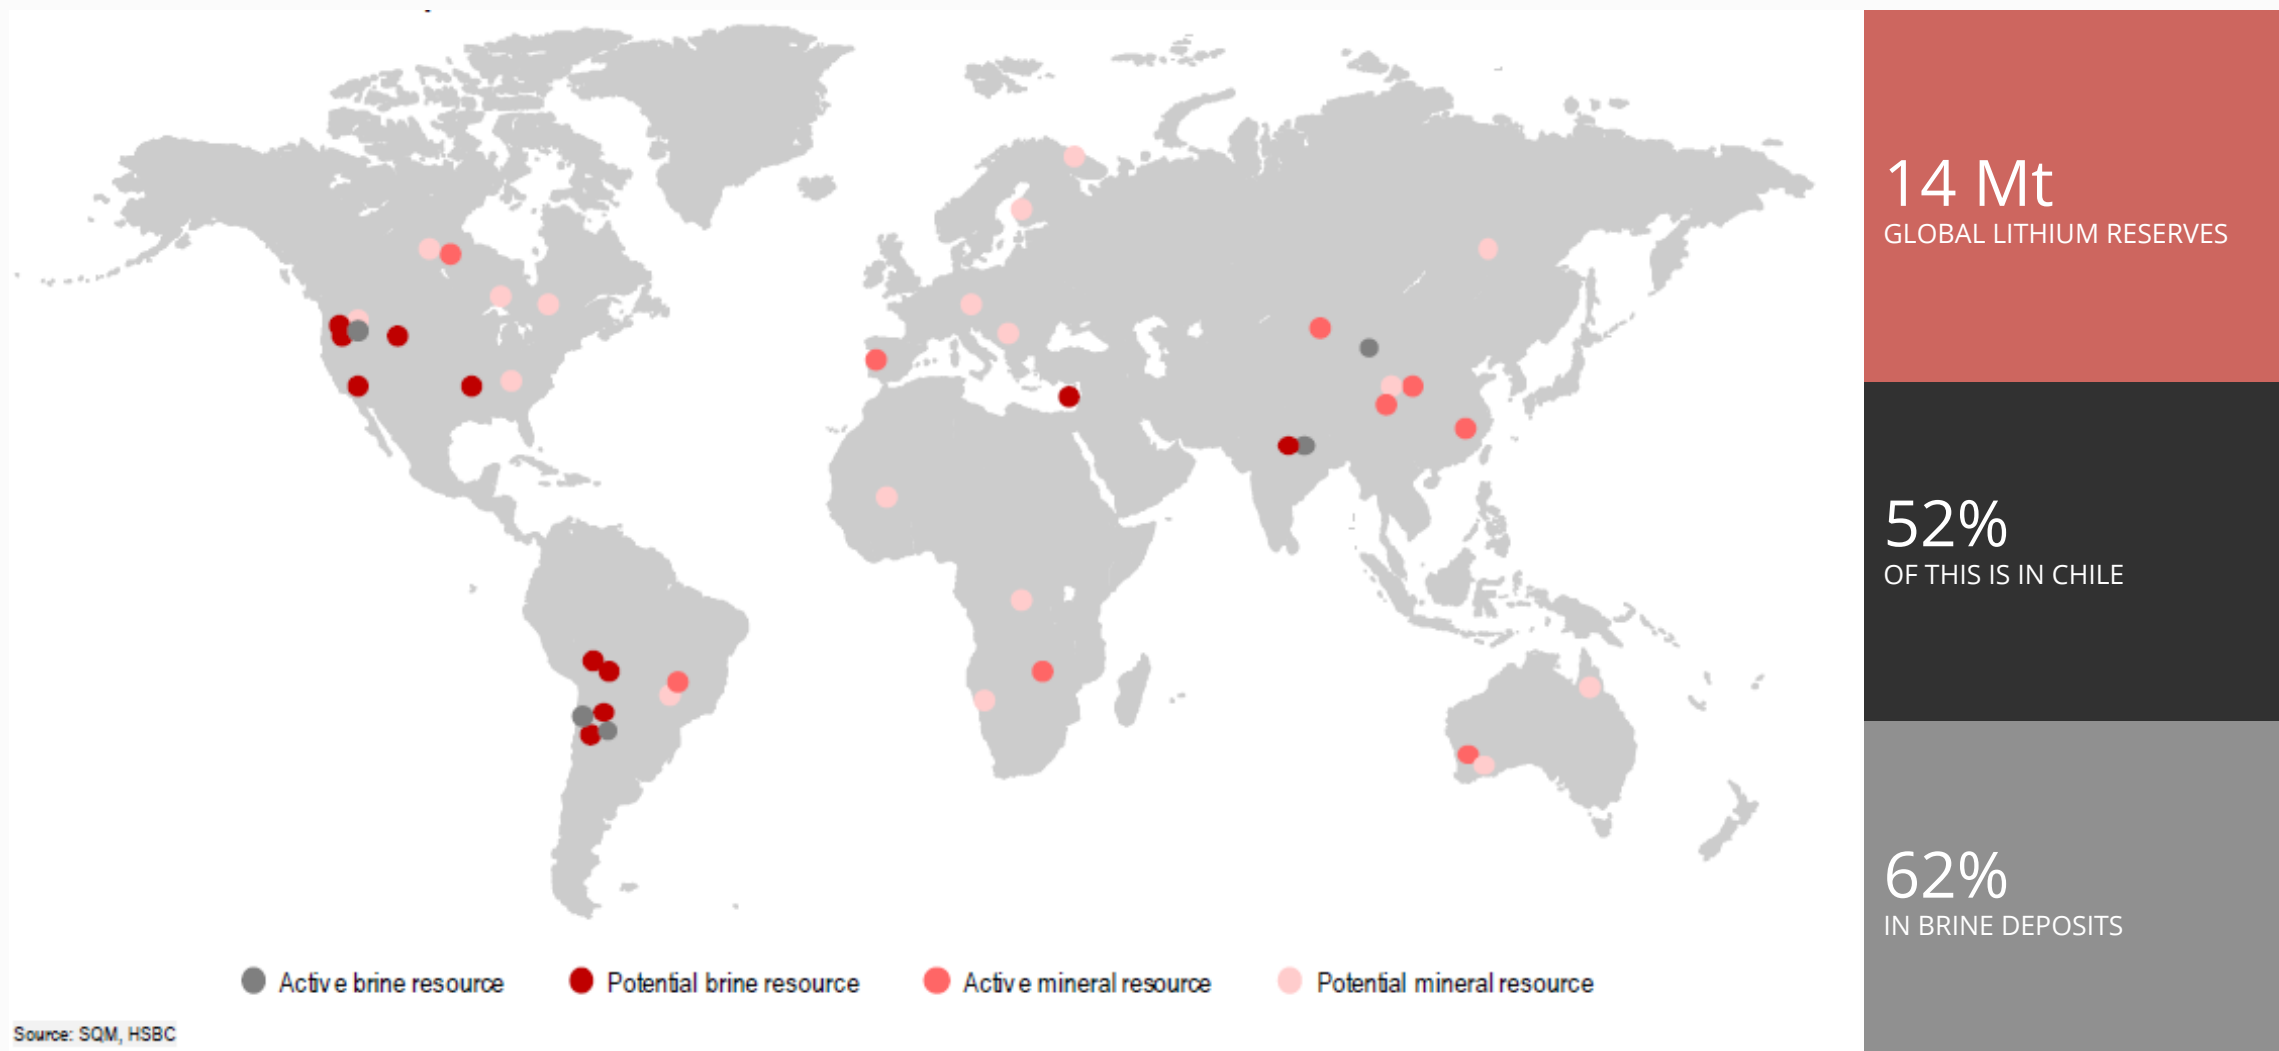 14 Mt
GLOBAL LITHIUM RESERVES
52%
OF THIS IS IN CHILE
62%
IN BRINE DEPOSITS
Active brine resource
Potential brine resource
Active mineral resource
Potential mineral resource
Source: SQM, HSBC